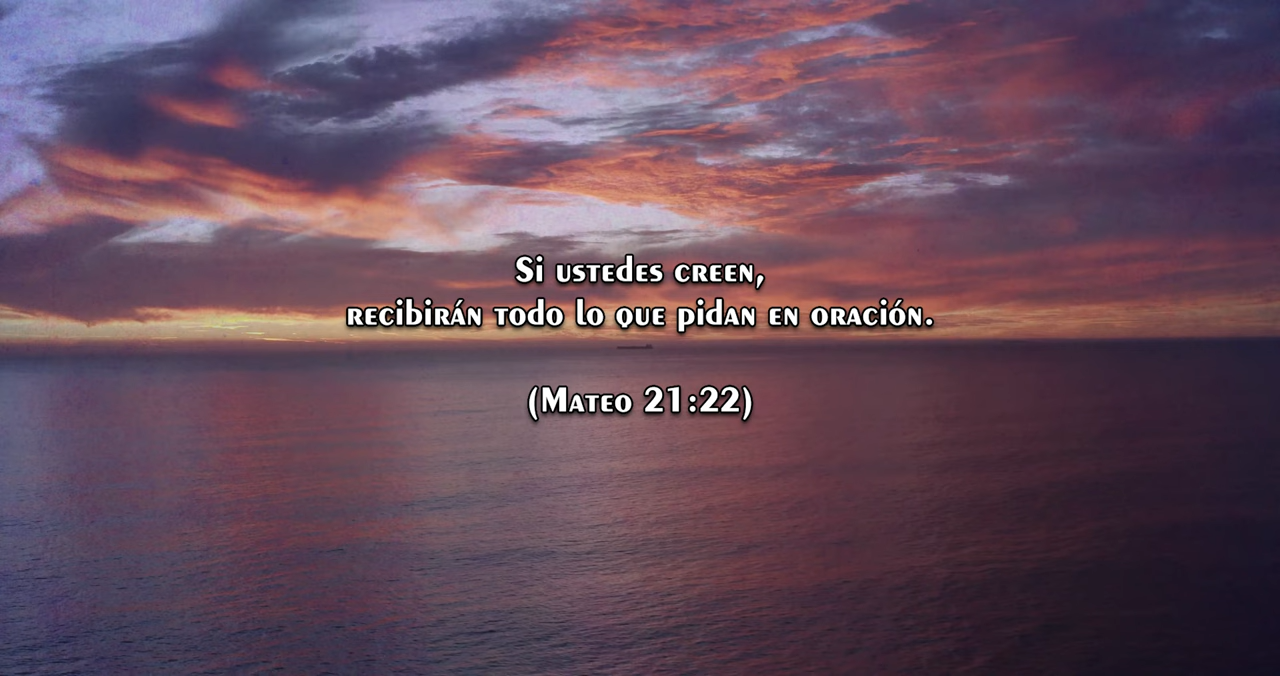 Si ustedes creen,
recibirán todo lo que pidan en oración.
(Mateo 21:22)